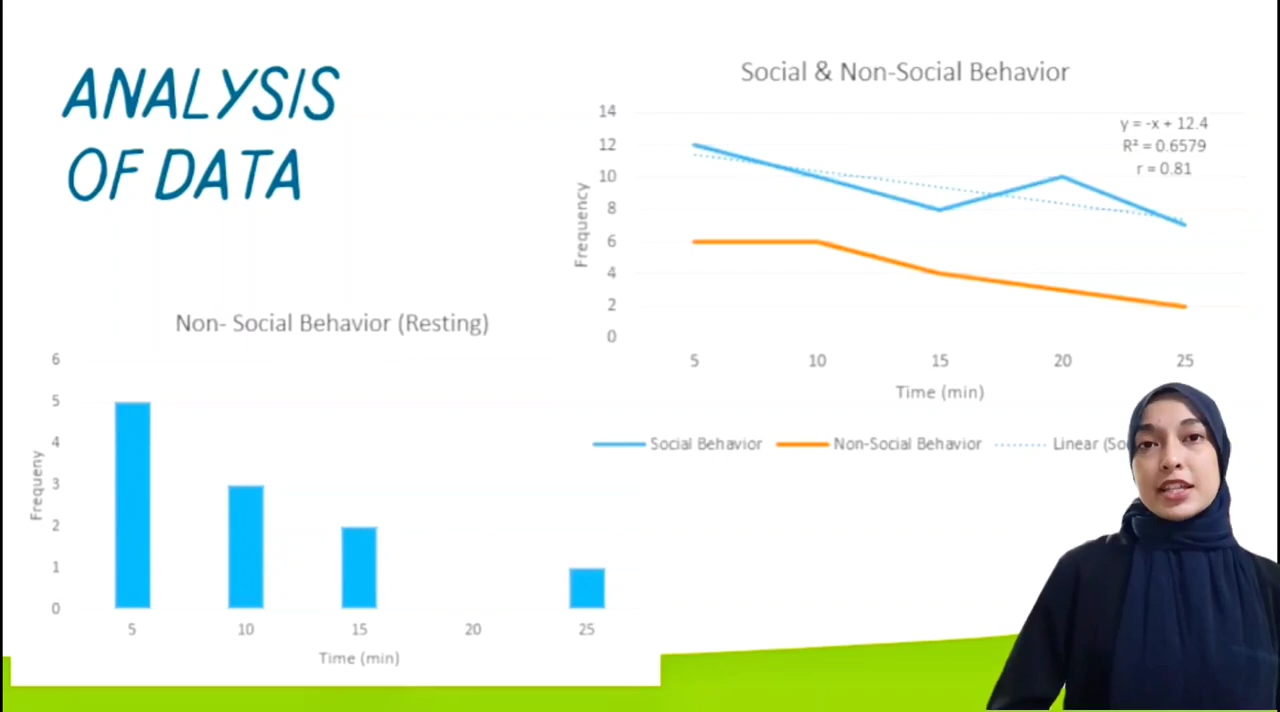 ANALYSIS
OF DATA
Social & Non-Social Behavior
14
12
10
8
6
4
2
0
Frequency
y = -x + 12.4
R² = 0.6579
r = 0.81
5 10 15 20 25
Time (min)
Social Behavior Non-Social Behavior Linear (So
Non- Social Behavior (Resting)
6
5
4
3
2
1
0
Frequeny
5 10 15 20 25
Time (min)